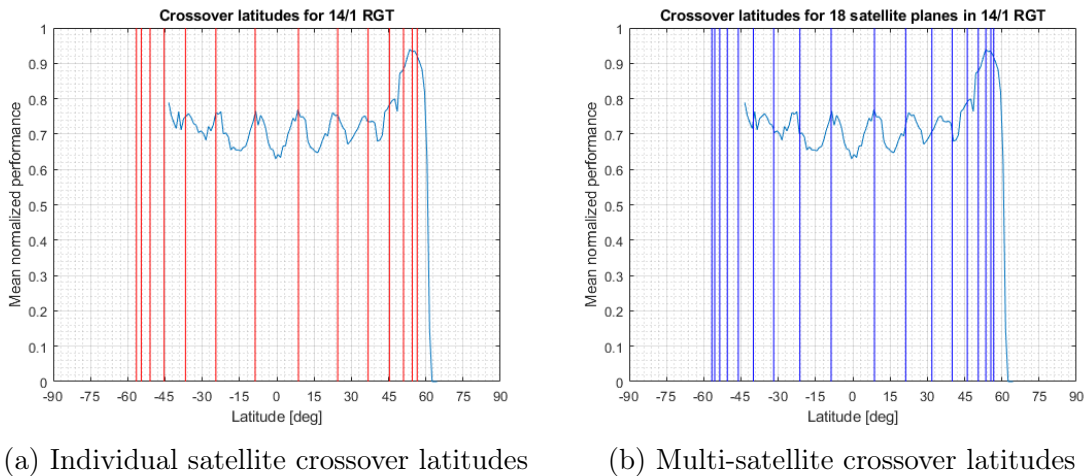 Crossover latitudes for 14/1 RGT
1
0.9
0.8
0.7
0.6
0.5
0.4
0.3
0.2
0.1
0
Mean normalized performance
-90 -75 -60 -45 -30 -15 0 15 30 45 60 75 90
Latitude [deg]
(a) Individual satellite crossover latitudes
Crossover latitudes for 18 satellite planes in 14/1 RGT
1
0.9
0.8
0.7
0.6
0.5
0.4
0.3
0.2
0.1
0
Mean normalized performance
-90 -75 -60 -45 -30 -15 0 15 30 45 60 75 90
Latitude [deg]
(b) Multi-satellite crossover latitudes